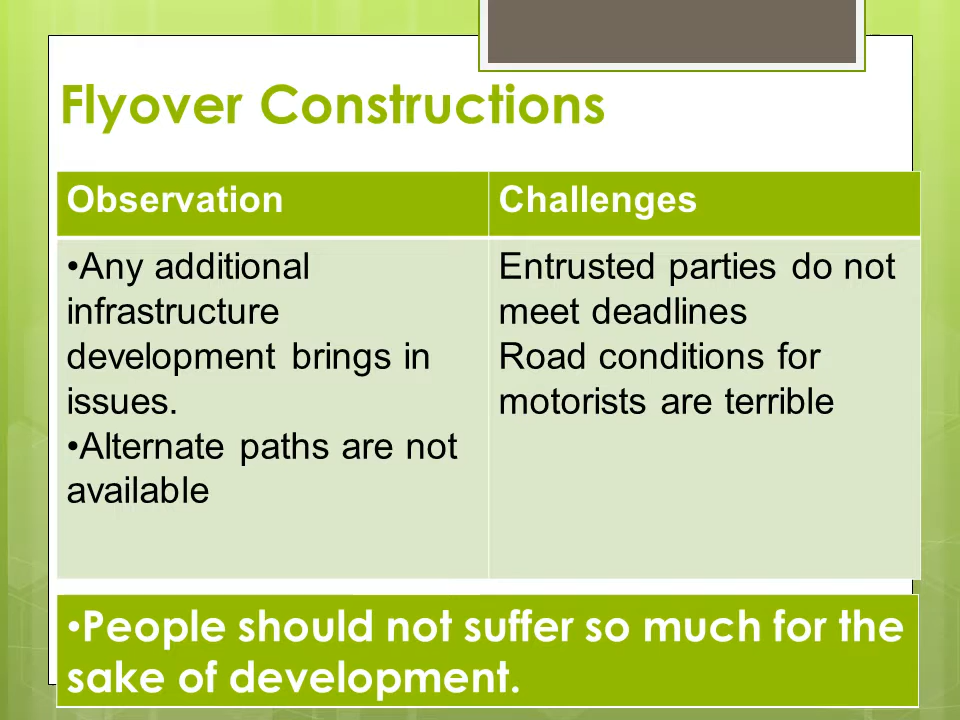 Flyover Constructions
Observation
Challenges
•Any additional
infrastructure
development brings in
issues.
•Alternate paths are not
available
Entrusted parties do not
meet deadlines
Road conditions for
motorists are terrible
•People should not suffer so much for the
sake of development.